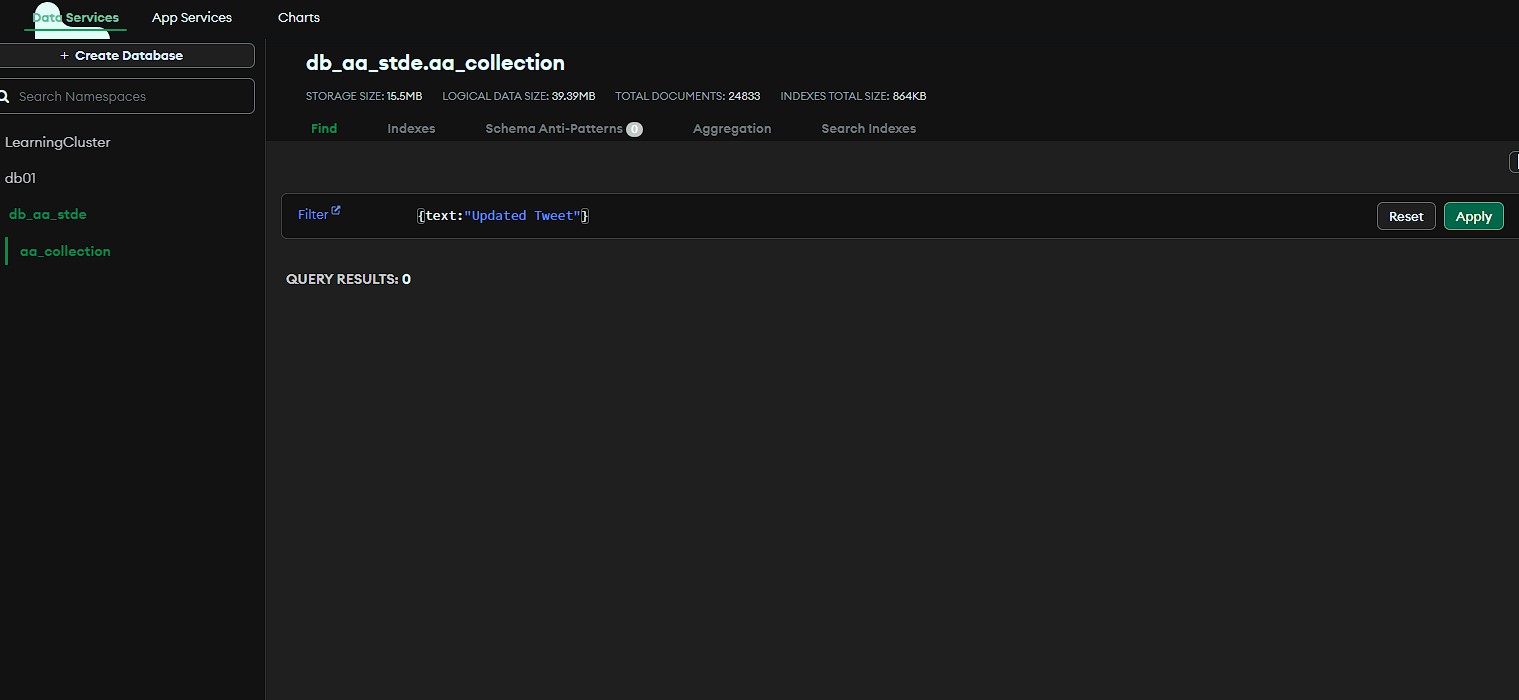 Data Services App Services Charts
+ Create Database
Search Namespaces
LearningCluster
db01
db_aa_stde
aa_collection
db_aa_stde.aa_collection
STORAGE SIZE: 15.5MB LOGICAL DATA SIZE: 39.39MB TOTAL DOCUMENTS: 24833 INDEXES TOTAL SIZE: 864KB
Find Indexes Schema Anti-Patterns 0 Aggregation Search Indexes
Filter {text:"Updated Tweet"} Reset Apply
QUERY RESULTS: 0